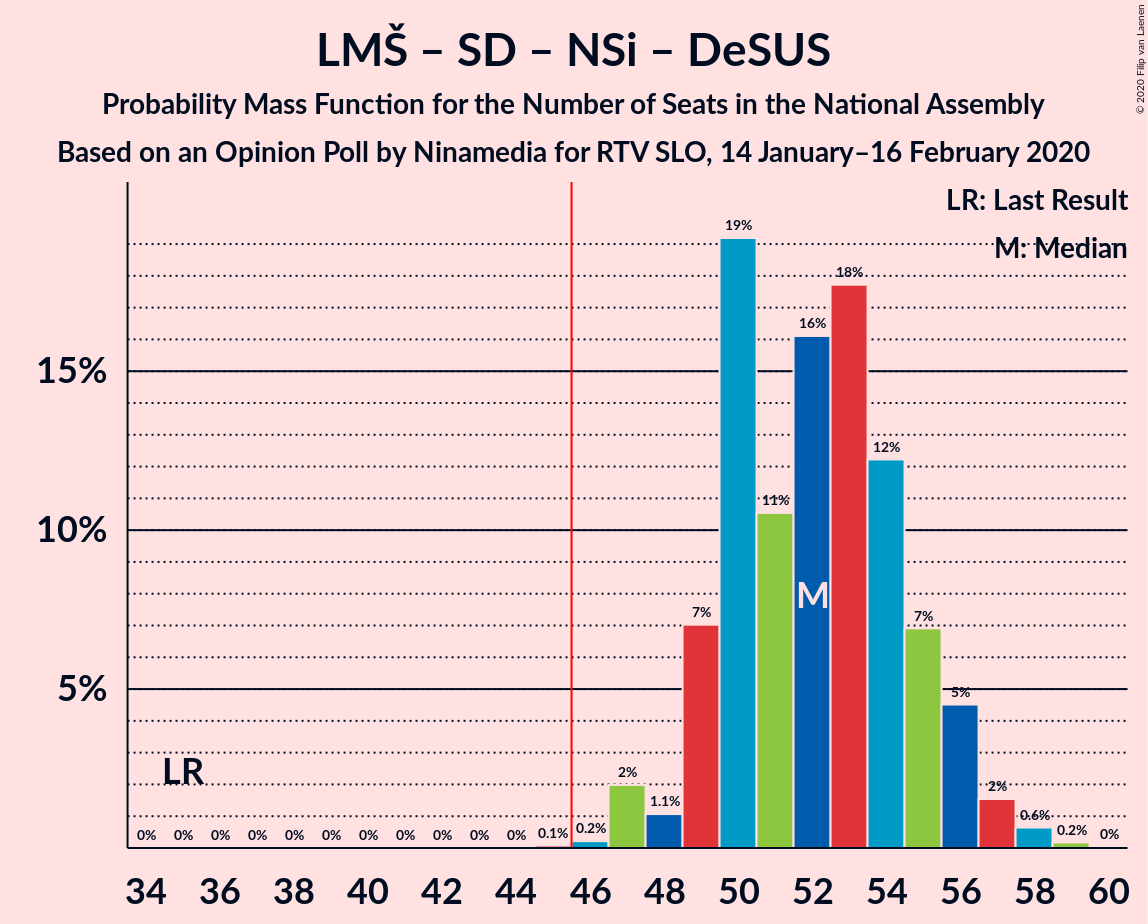 LMŠ – SD – NSi – DeSUS
Probability Mass Function for the Number of Seats in the National Assembly
Based on an Opinion Poll by Ninamedia for RTV SLO, 14 January–16 February 2020
© 2020 Filip van Laenen
LR: Last Result
M: Median
19%
18%
16%
15%
12%
11%
10%
M
7%
7%
5%
5%
LR
2%
2%
1.1%
0.6%
0% 0% 0% 0% 0% 0% 0% 0% 0% 0% 0% 0.1% 0.2% 0.2% 0%
34 36 38 40 42 44 46 48 50 52 54 56 58 60